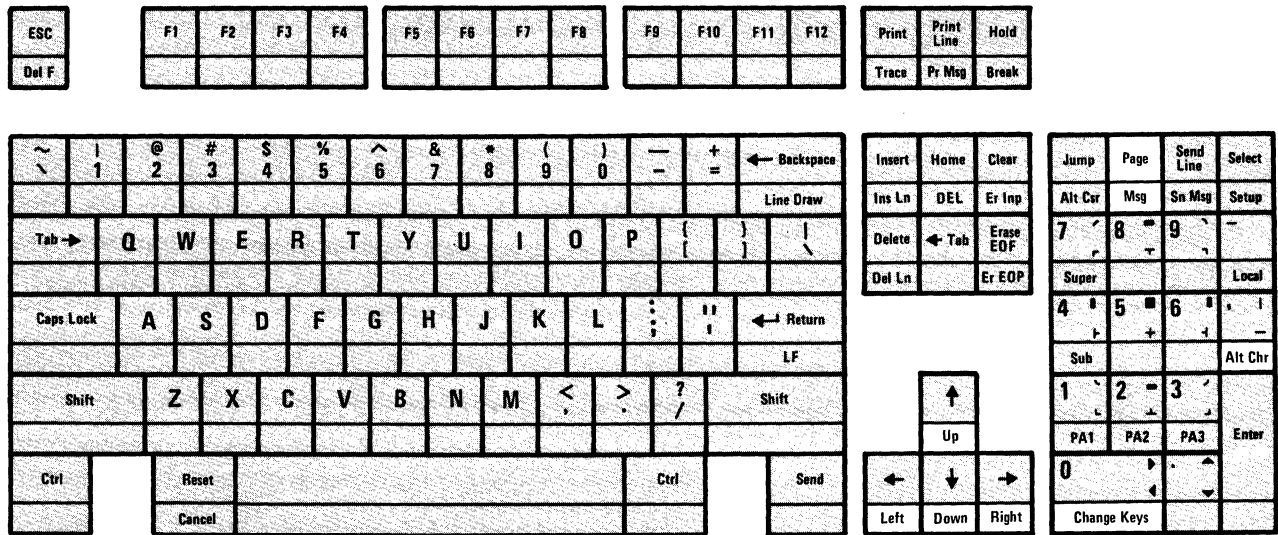 ESC F1 F2 F3 F4 F5 F6 F7 F8 F9 F10 F11 F12 Print Print Line Hold
Del F Trace Pr Msg Break
~ | @ # $ % ^ & * ( ) — + ← Backspace Insert Home Clear Jump Page Send Line Select
\ 1 2 3 4 5 6 7 8 9 0 – =
Line Draw Ins Ln DEL Er Inp Alt Csr Msg Sn Msg Setup
Tab → Q W E R T Y U I O P { } | Delete ← Tab Erase EOF 7 8 9 –
[ ] \
Del Ln Er EOP Super Local
Caps Lock A S D F G H J K L : " ↵ Return 4 5 6 ,
; '
LF Sub Alt Chr
Shift Z X C V B N M < > ? Shift ↑ 1 2 3 Enter
, . /
Up PA1 PA2 PA3
Ctrl Reset Ctrl Send ← ↓ → 0 .
Cancel Left Down Right Change Keys